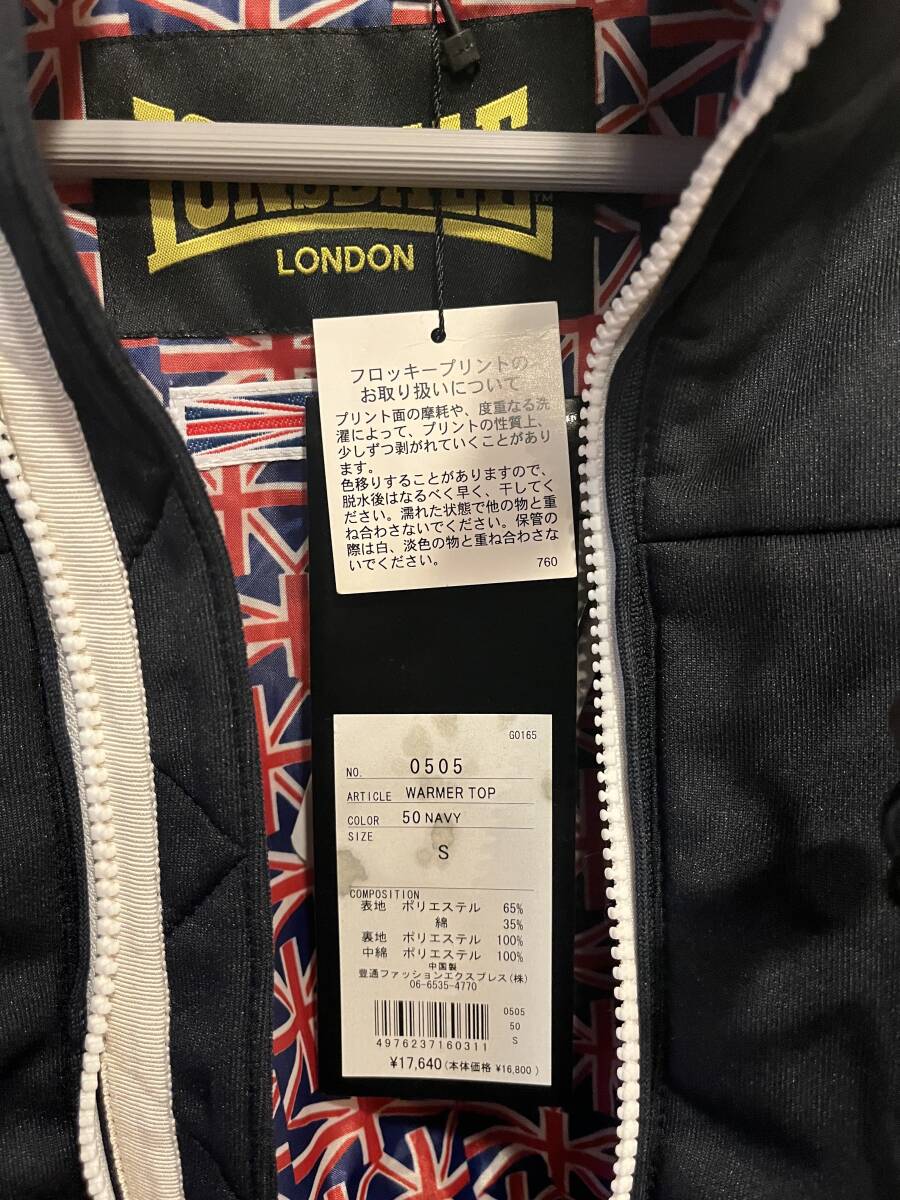 LONSDALE
TM
LONDON
フロッキープリントの
お取り扱いについて
プリント面の摩耗や、度重なる洗
濯によって、プリントの性質上、
少しずつ剥がれていくことがあり
ます。
色移りすることがありますので、
脱水後はなるべく早く、干してく
ださい。濡れた状態で他の物と重
ね合わさないでください。保管の
際は白、淡色の物と重ね合わさな
いでください。
760
G0165
NO. 0505
ARTICLE WARMER TOP
COLOR 50 NAVY
SIZE
S
COMPOSITION
表地 ポリエステル 65%
綿 35%
裏地 ポリエステル 100%
中綿 ポリエステル 100%
中国製
豊通ファッションエクスプレス(株)
06-6535-4770
0505
50
S
4976237160311
¥17,640(本体価格 ¥16,800)